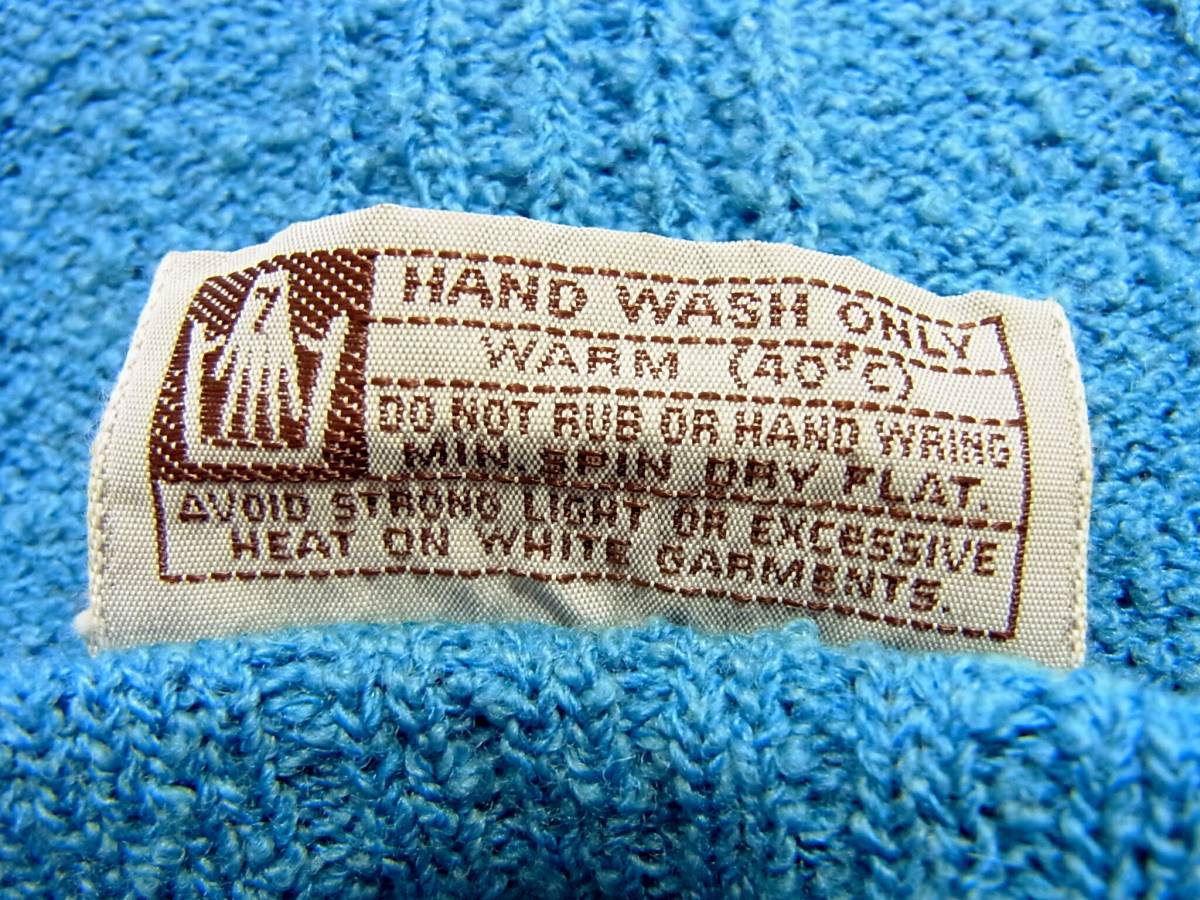 7
HAND WASH ONLY
WARM (40°C)
DO NOT RUB OR HAND WRING
MIN. SPIN DRY FLAT.
AVOID STRONG LIGHT OR EXCESSIVE
HEAT ON WHITE GARMENTS.